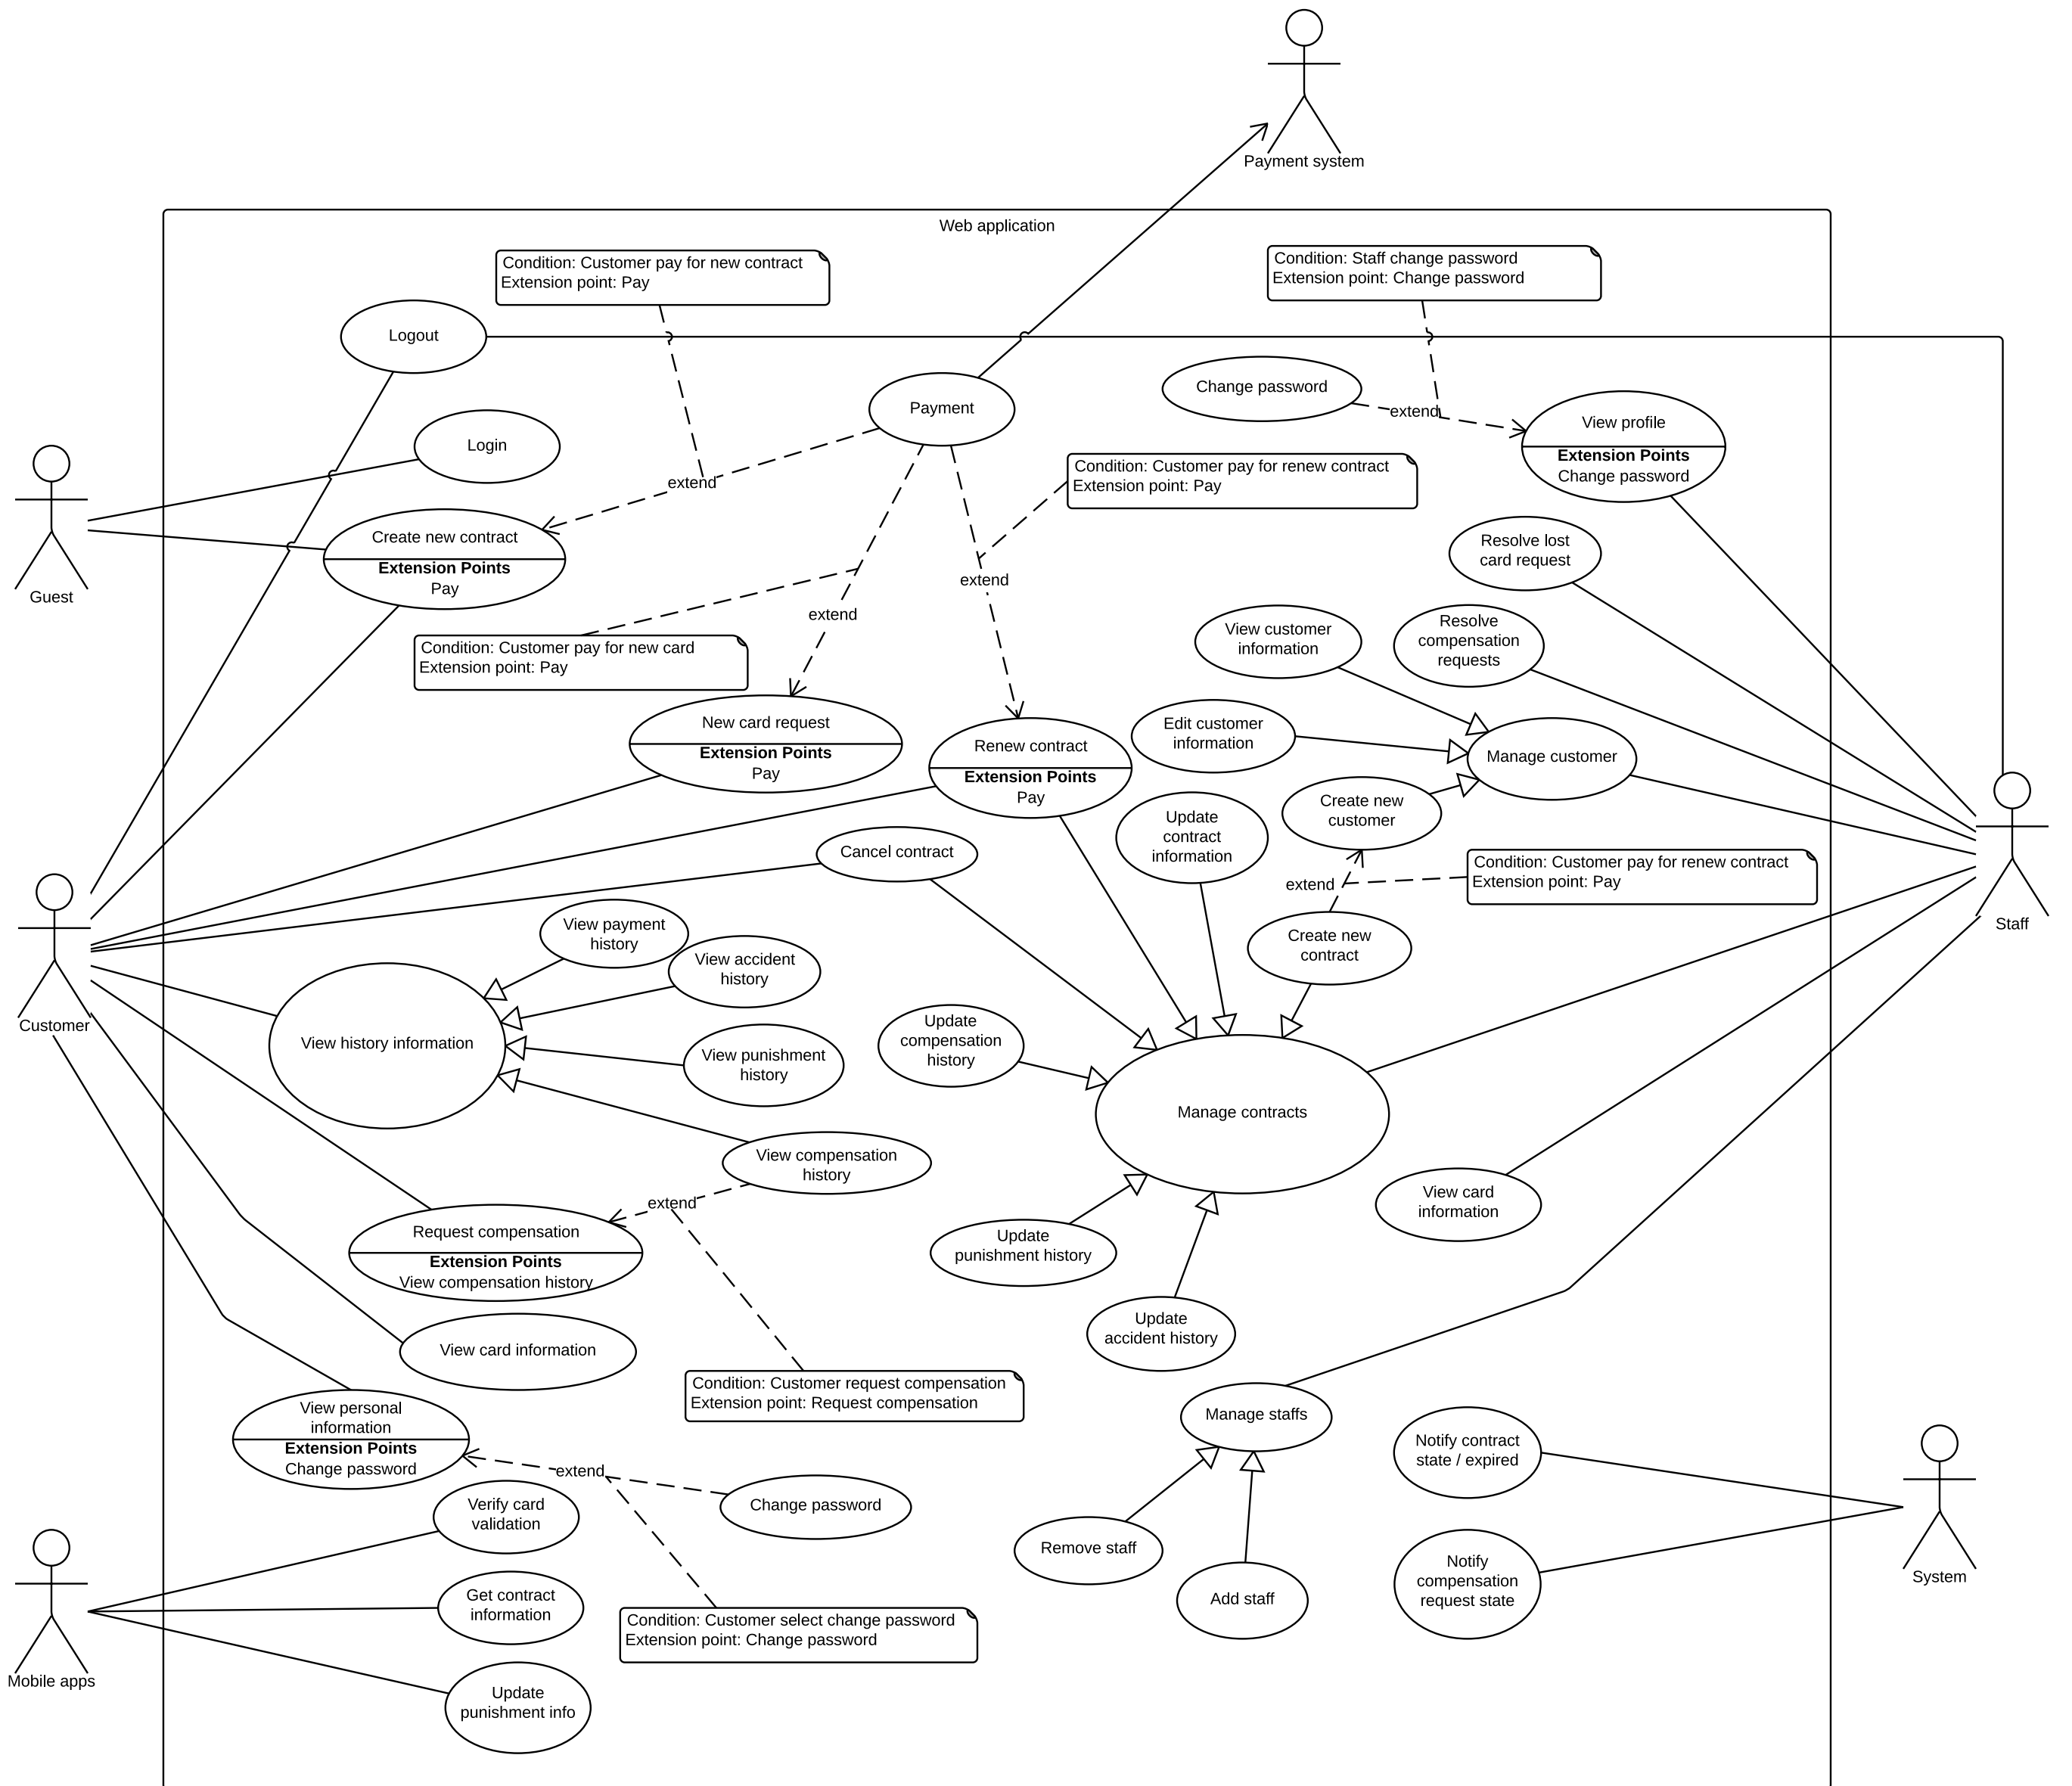 Payment system
Web application
Condition: Customer pay for new contract
Extension point: Pay
Condition: Staff change password
Extension point: Change password
Logout
Payment
Change password
extend
View profile
Extension Points
Change password
Login
Condition: Customer pay for renew contract
Extension point: Pay
extend
Guest
Create new contract
Extension Points
Pay
Resolve lost
card request
extend
extend
Condition: Customer pay for new card
Extension point: Pay
View customer
information
Resolve
compensation
requests
New card request
Extension Points
Pay
Renew contract
Extension Points
Pay
Edit customer
information
Manage customer
Update
contract
information
Create new
customer
Cancel contract
extend
Condition: Customer pay for renew contract
Extension point: Pay
Staff
View payment
history
Create new
contract
View accident
history
Customer
View history information
Update
compensation
history
View punishment
history
Manage contracts
View compensation
history
extend
View card
information
Request compensation
Extension Points
View compensation history
Update
punishment history
Update
accident history
View card information
Condition: Customer request compensation
Extension point: Request compensation
View personal
information
Extension Points
Change password
extend
Manage staffs
Notify contract
state / expired
Change password
Verify card
validation
Remove staff
Add staff
Notify
compensation
request state
System
Get contract
information
Condition: Customer select change password
Extension point: Change password
Mobile apps
Update
punishment info